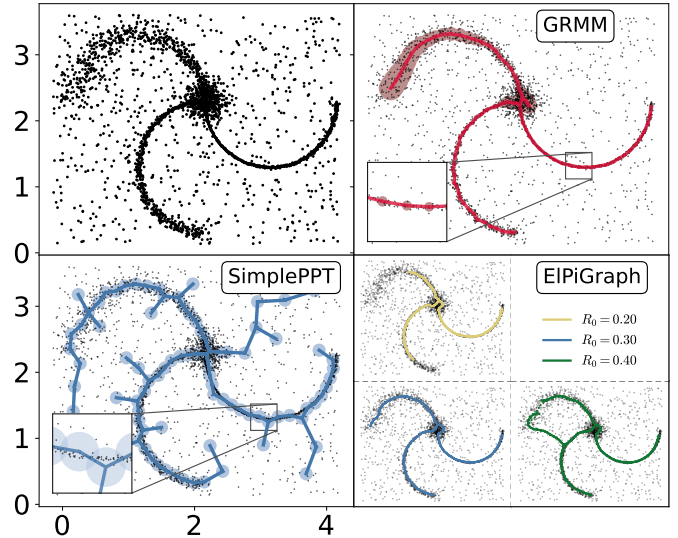 3
2
1
0
GRMM
SimplePPT
3
2
1
0
0
2
4
ElPiGraph
R₀ = 0.20
R₀ = 0.30
R₀ = 0.40